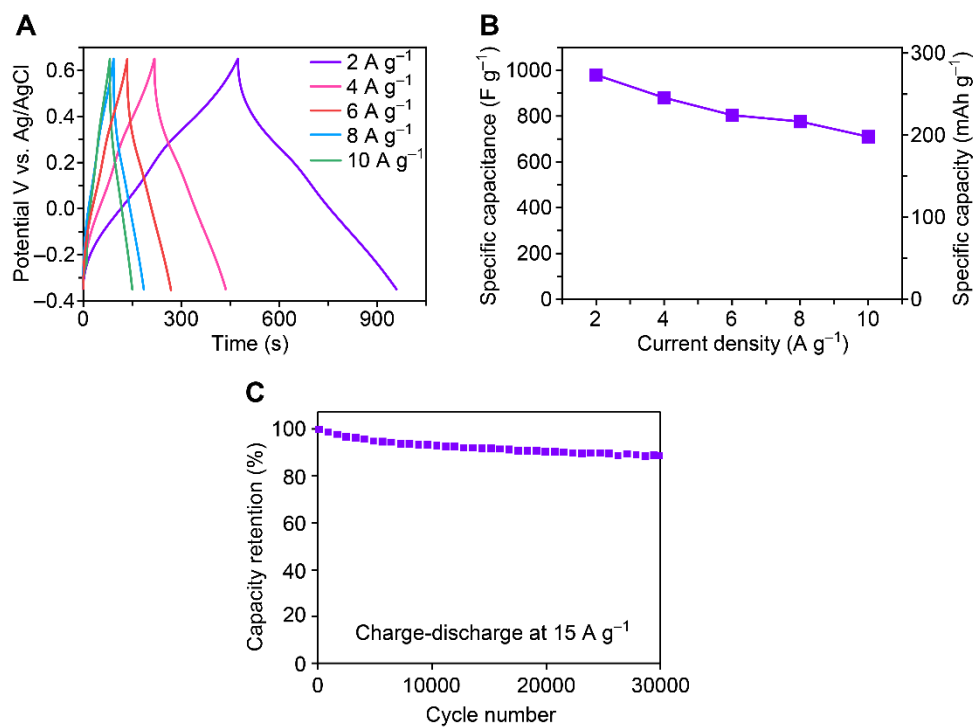 A
Potential V vs. Ag/AgCl
0.6
0.4
0.2
0.0
–0.2
–0.4
0
300
600
900
Time (s)
2 A g⁻¹
4 A g⁻¹
6 A g⁻¹
8 A g⁻¹
10 A g⁻¹
B
Specific capacitance (F g⁻¹)
1000
800
600
400
200
0
2
4
6
8
10
Current density (A g⁻¹)
300
200
100
0
Specific capacity (mAh g⁻¹)
C
Capacity retention (%)
100
80
60
40
20
0
0
10000
20000
30000
Cycle number
Charge-discharge at 15 A g⁻¹